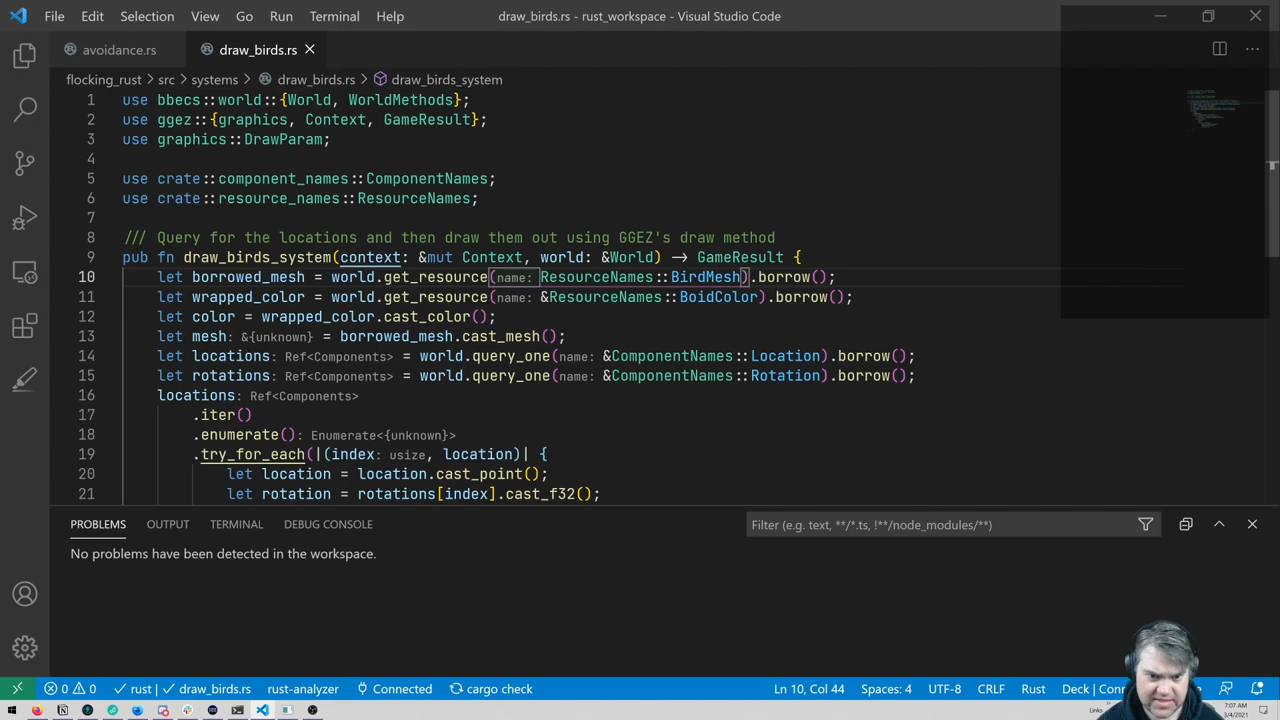 File Edit Selection View Go Run Terminal Help draw_birds.rs - rust_workspace - Visual Studio Code
avoidance.rs draw_birds.rs
flocking_rust > src > systems > draw_birds.rs > draw_birds_system
1 use bbecs::world::{World, WorldMethods};
2 use ggez::{graphics, Context, GameResult};
3 use graphics::DrawParam;
4
5 use crate::component_names::ComponentNames;
6 use crate::resource_names::ResourceNames;
7
8 /// Query for the locations and then draw them out using GGEZ's draw method
9 pub fn draw_birds_system(context: &mut Context, world: &World) -> GameResult {
10 let borrowed_mesh = world.get_resource(name: ResourceNames::BirdMesh).borrow();
11 let wrapped_color = world.get_resource(name: &ResourceNames::BoidColor).borrow();
12 let color = wrapped_color.cast_color();
13 let mesh: &{unknown} = borrowed_mesh.cast_mesh();
14 let locations: Ref<Components> = world.query_one(name: &ComponentNames::Location).borrow();
15 let rotations: Ref<Components> = world.query_one(name: &ComponentNames::Rotation).borrow();
16 locations: Ref<Components>
17 .iter()
18 .enumerate(): Enumerate<{unknown}>
19 .try_for_each(|(index: usize, location)| {
20 let location = location.cast_point();
21 let rotation = rotations[index].cast_f32();
PROBLEMS OUTPUT TERMINAL DEBUG CONSOLE Filter (e.g. text, **/*.ts, !**/node_modules/**)
No problems have been detected in the workspace.
0 0 rust | draw_birds.rs rust-analyzer Connected cargo check Ln 10, Col 44 Spaces: 4 UTF-8 CRLF Rust Deck | Conn
Links 7:07 AM
3/4/2021